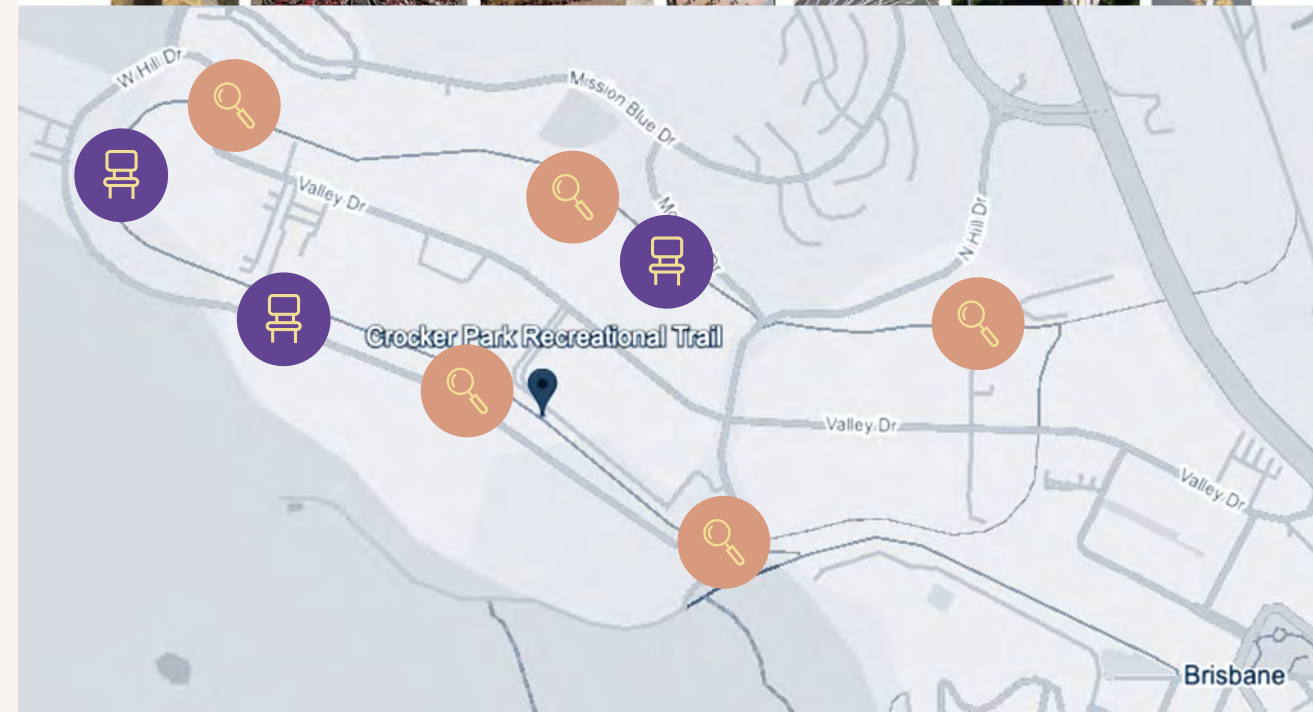 W Hill Dr
Mission Blue Dr
Valley Dr
N Hill Dr
Crocker Park Recreational Trail
Valley Dr
Valley Dr
Brisbane